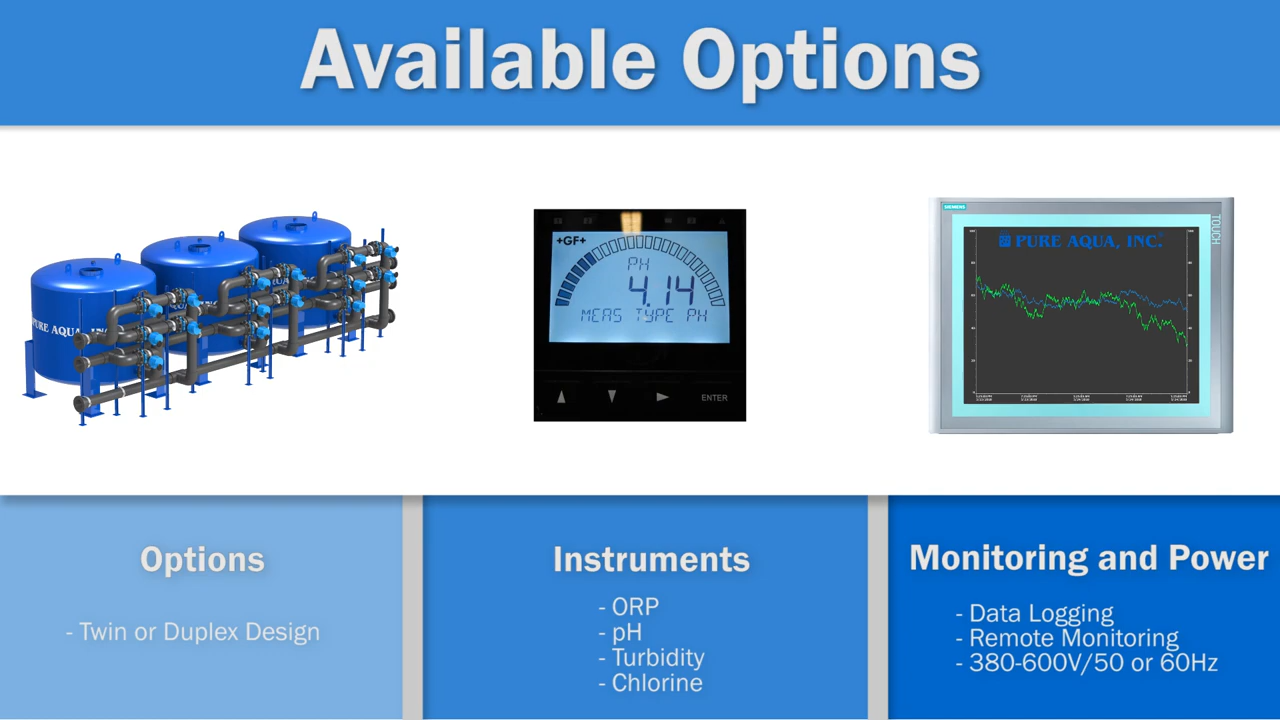 Available Options
PURE AQUA, INC
+GF+
PH
4.14
MEAS TYPE PH
ENTER
SIEMENS
TOUCH
PURE AQUA, INC.
Options
- Twin or Duplex Design
Instruments
- ORP
- pH
- Turbidity
- Chlorine
Monitoring and Power
- Data Logging
- Remote Monitoring
- 380-600V/50 or 60Hz